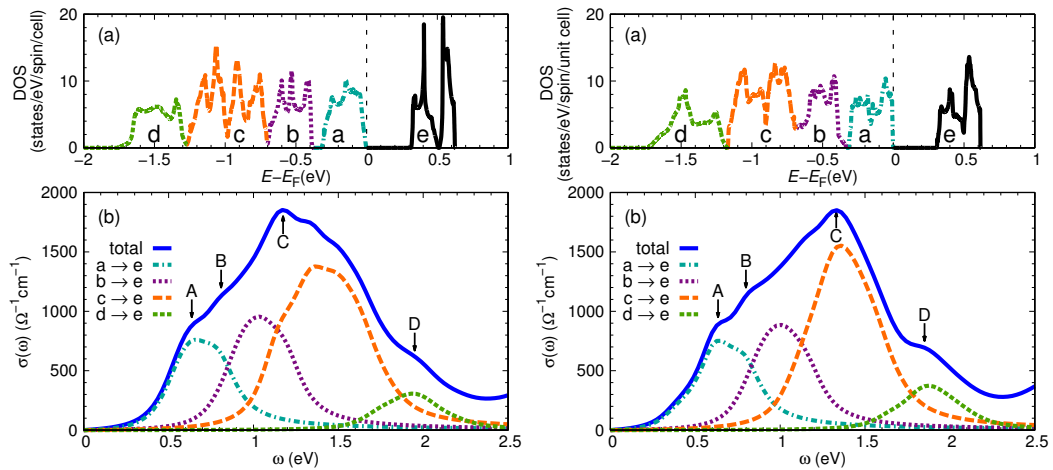 (a)
DOS
(states/eV/spin/cell)
20
10
0
d
c
b
a
e
−2 −1.5 −1 −0.5 0 0.5 1
E−EF(eV)
(b)
2000
1500
1000
500
0
σ(ω) (Ω−1cm−1)
total
a → e
b → e
c → e
d → e
A
B
C
D
0 0.5 1 1.5 2 2.5
ω (eV)
(a)
DOS
(states/eV/spin/unit cell)
20
10
0
d
c
b
a
e
−2 −1.5 −1 −0.5 0 0.5 1
E−EF(eV)
(b)
2000
1500
1000
500
0
σ(ω) (Ω−1cm−1)
total
a → e
b → e
c → e
d → e
A
B
C
D
0 0.5 1 1.5 2 2.5
ω (eV)